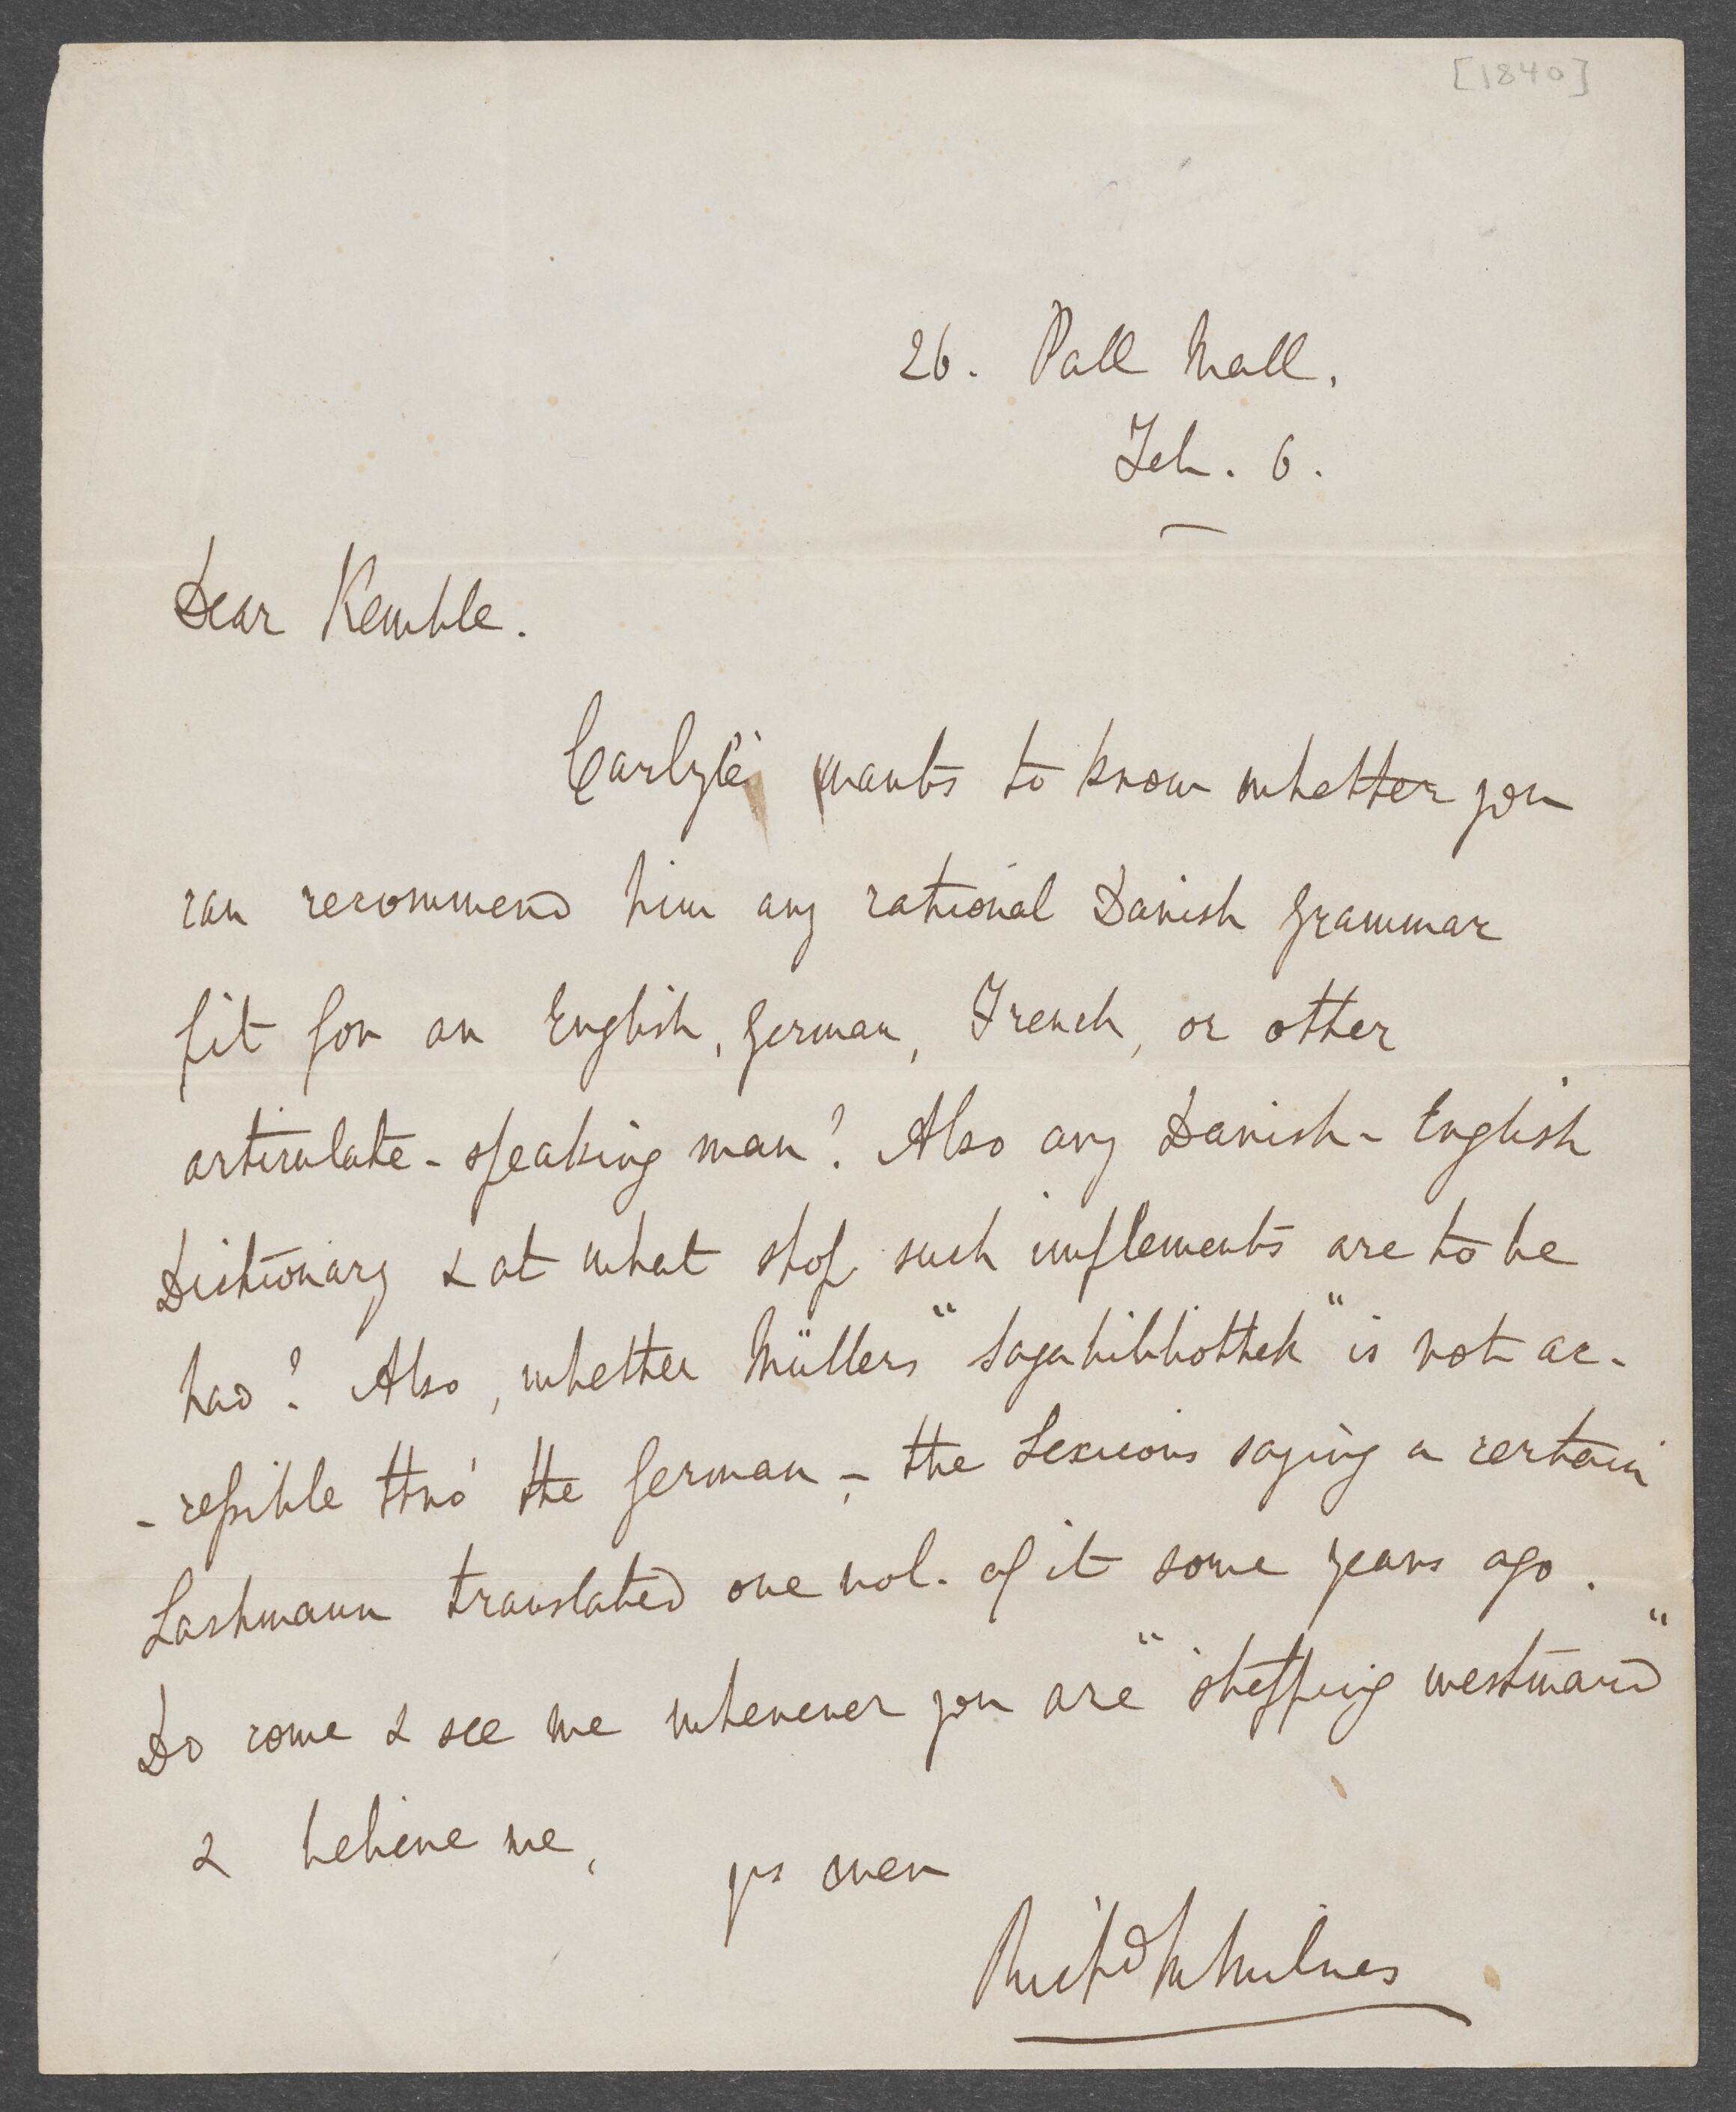 [1840]
26. Pall Mall.
Feb. 6.
Dear Kemble.
Carlyle wants to know whether you
can recommend him any rational Danish grammar
fit for an English, German, French, or other
articulate-speaking man? Also any Danish-English
Dictionary & at what shop such implements are to be
had? Also, whether Müllers "Sagabibliothek" is not ac-
-cessible thro' the German, - the Lexicons saying a certain
Lachmann translated one vol. of it some years ago.
Do come & see me whenever you are "stepping westward"
& believe me, yrs ever
Richd M Milnes